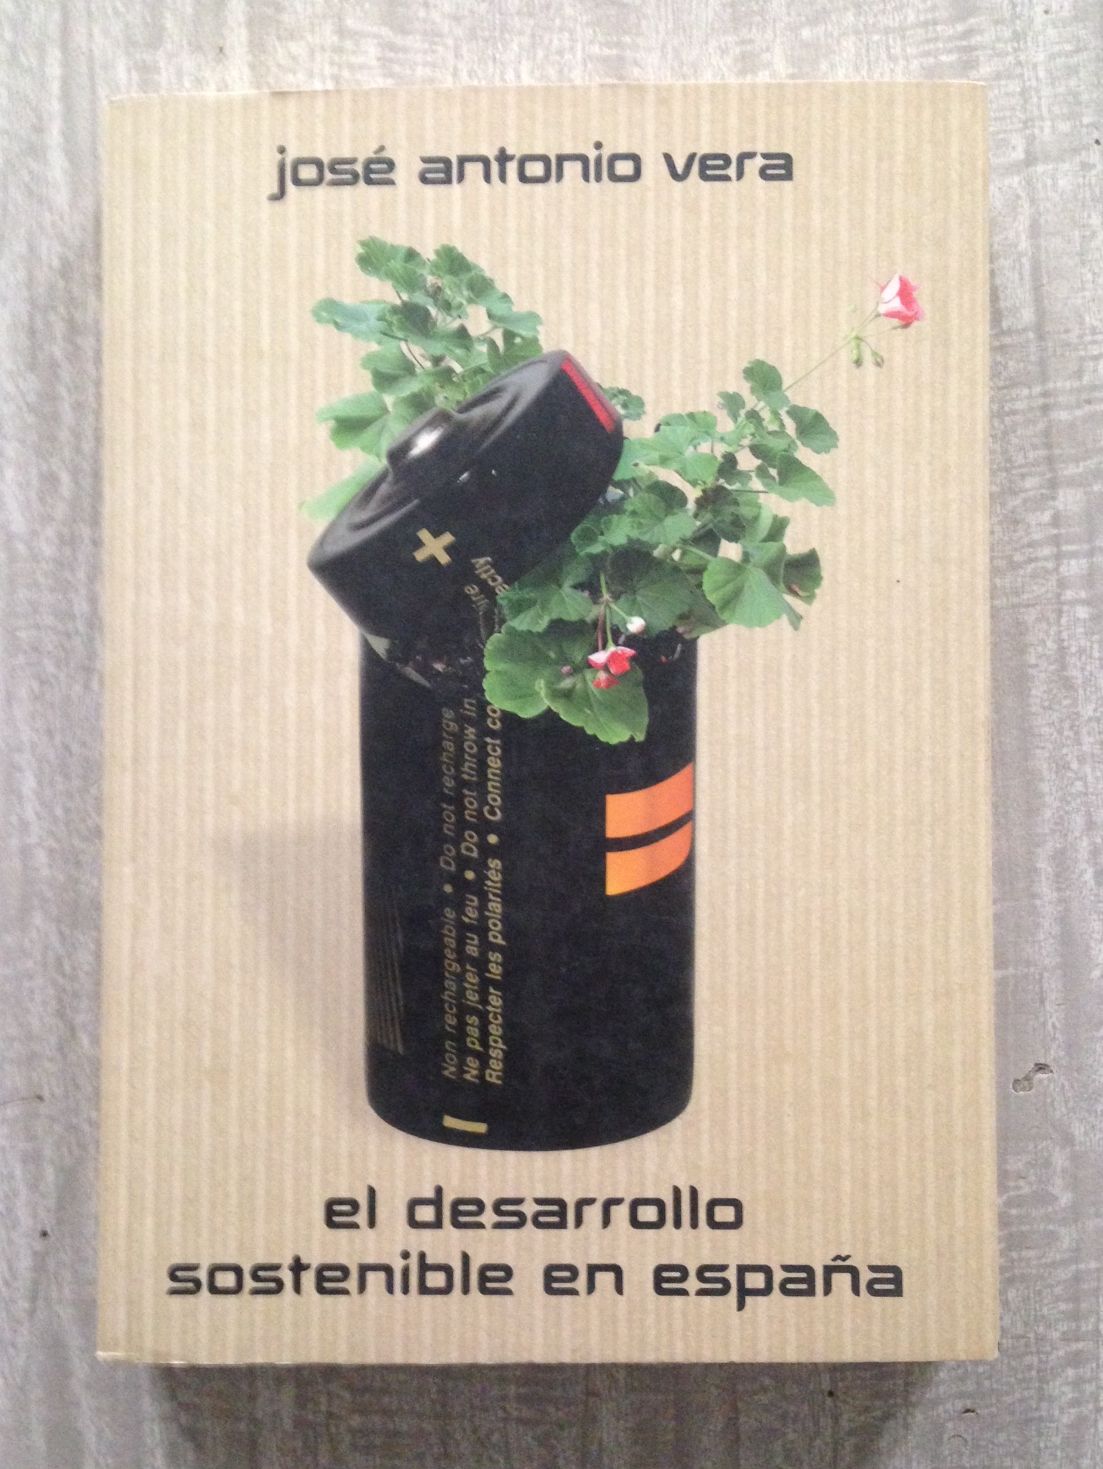 josé antonio vera
+
Non rechargeable • Do not recharge
Ne pas jeter au feu • Do not throw in
Respecter les polarités • Connect
el desarrollo
sostenible en españa